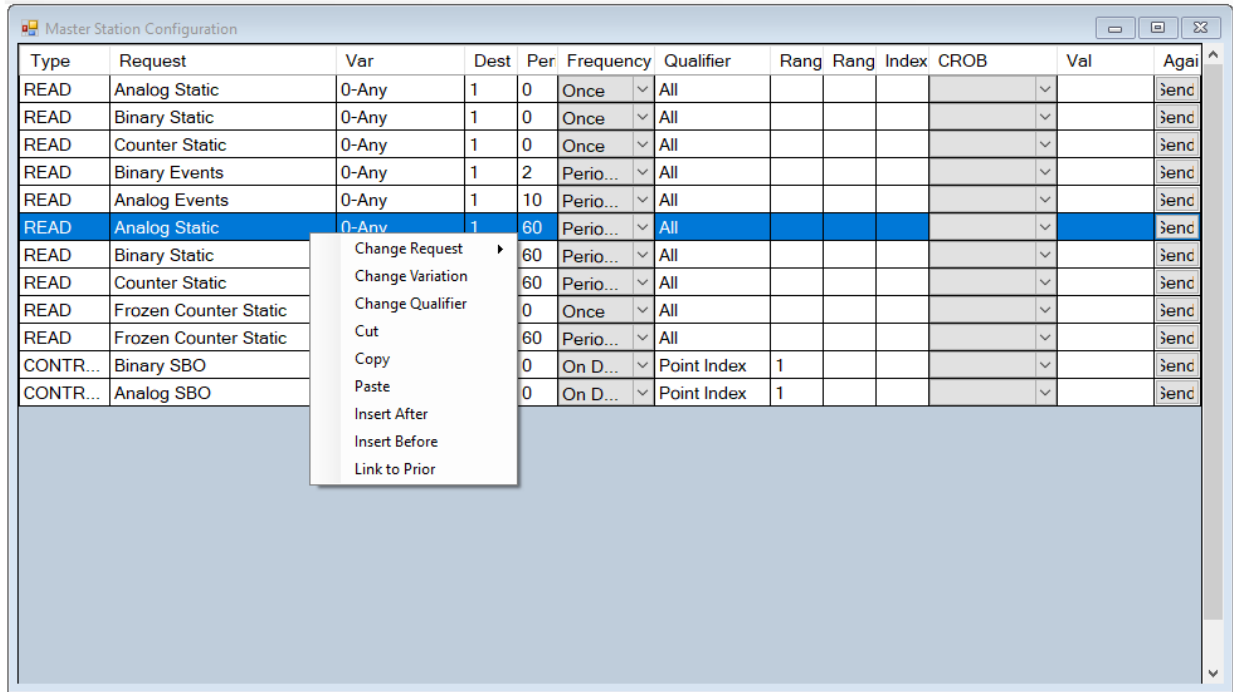 Master Station Configuration
Type Request Var Dest Per Frequency Qualifier Rang Rang Index CROB Val Agai
READ Analog Static 0-Any 1 0 Once All Send
READ Binary Static 0-Any 1 0 Once All Send
READ Counter Static 0-Any 1 0 Once All Send
READ Binary Events 0-Any 1 2 Perio... All Send
READ Analog Events 0-Any 1 10 Perio... All Send
READ Analog Static 0-Any 1 60 Perio... All Send
READ Binary Static 60 Perio... All Send
READ Counter Static 60 Perio... All Send
READ Frozen Counter Static 0 Once All Send
READ Frozen Counter Static 60 Perio... All Send
CONTR... Binary SBO 0 On D... Point Index 1 Send
CONTR... Analog SBO 0 On D... Point Index 1 Send
Change Request
Change Variation
Change Qualifier
Cut
Copy
Paste
Insert After
Insert Before
Link to Prior